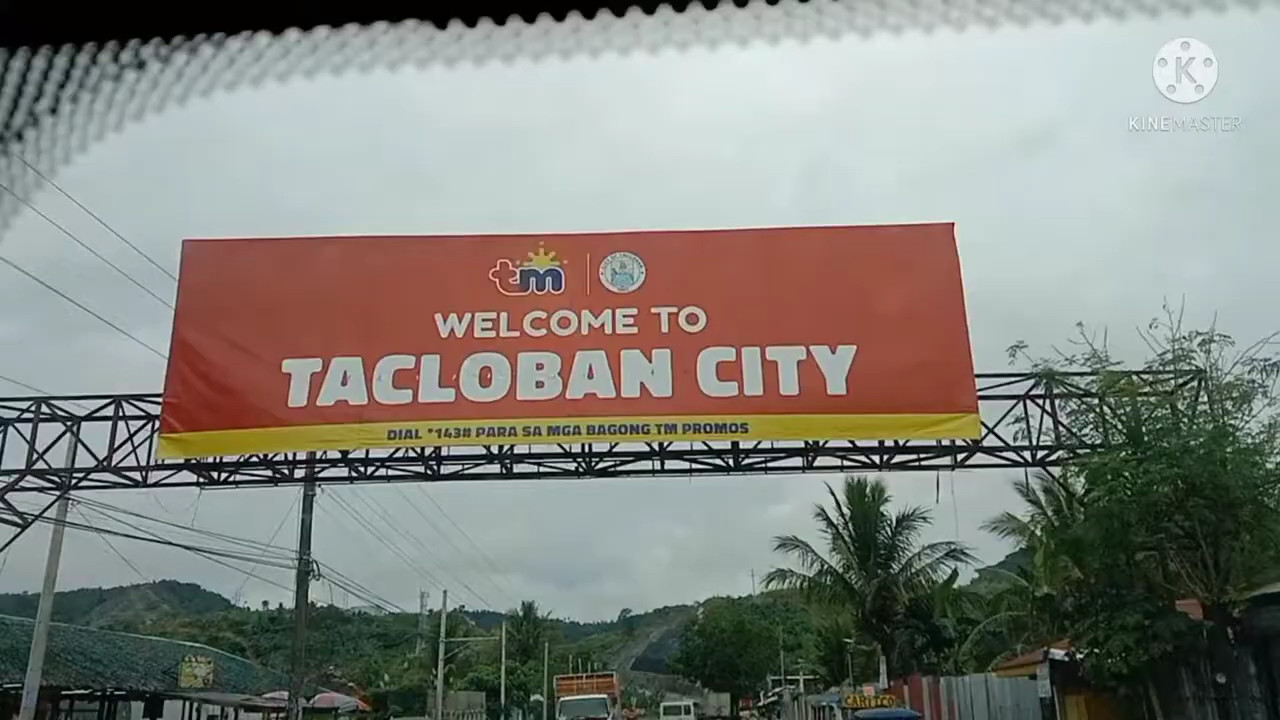 KINEMASTER
tm
WELCOME TO
TACLOBAN CITY
DIAL *143# PARA SA MGA BAGONG TM PROMOS